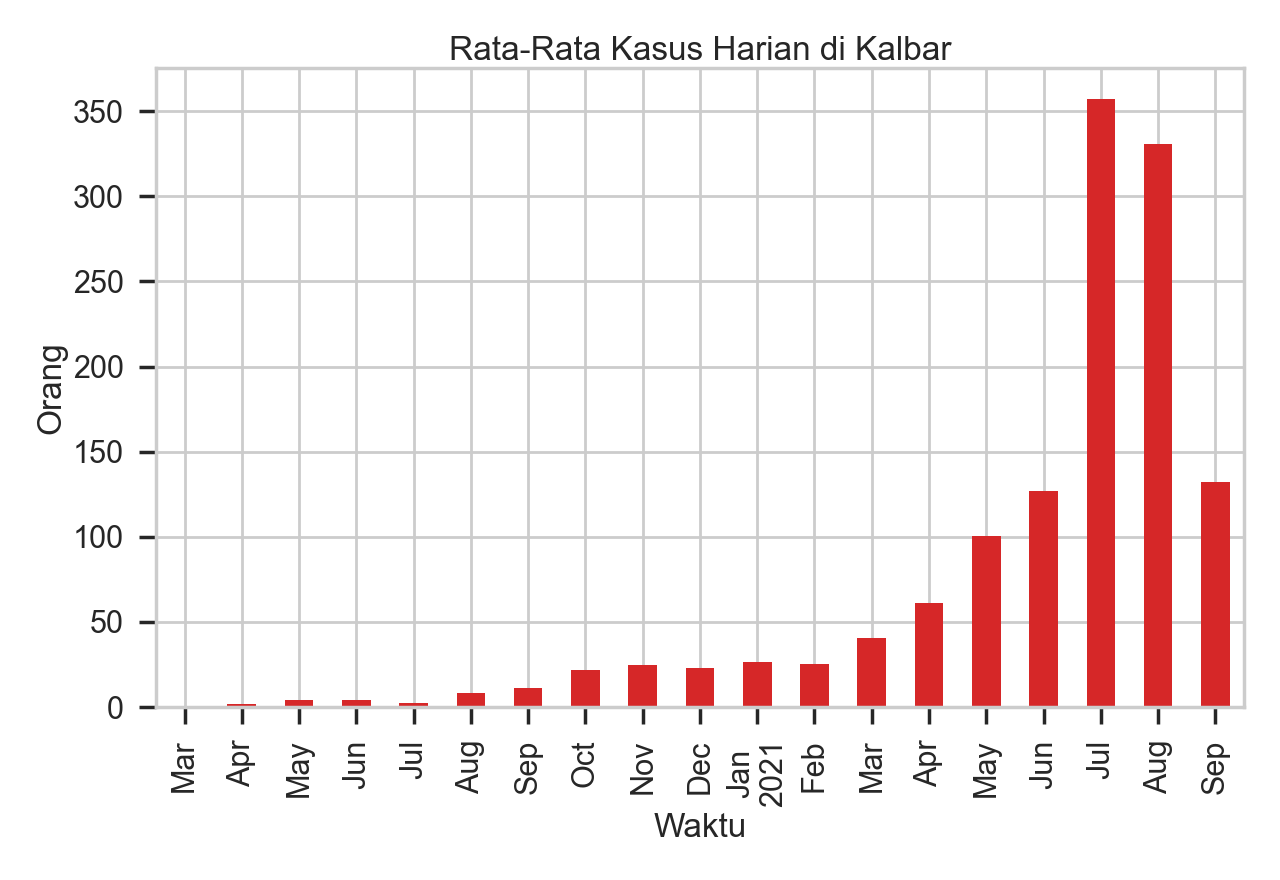 Rata-Rata Kasus Harian di Kalbar
350
300
250
200
150
100
50
0
Orang
Mar
Apr
May
Jun
Jul
Aug
Sep
Oct
Nov
Dec
Jan
2021
Feb
Mar
Apr
May
Jun
Jul
Aug
Sep
Waktu